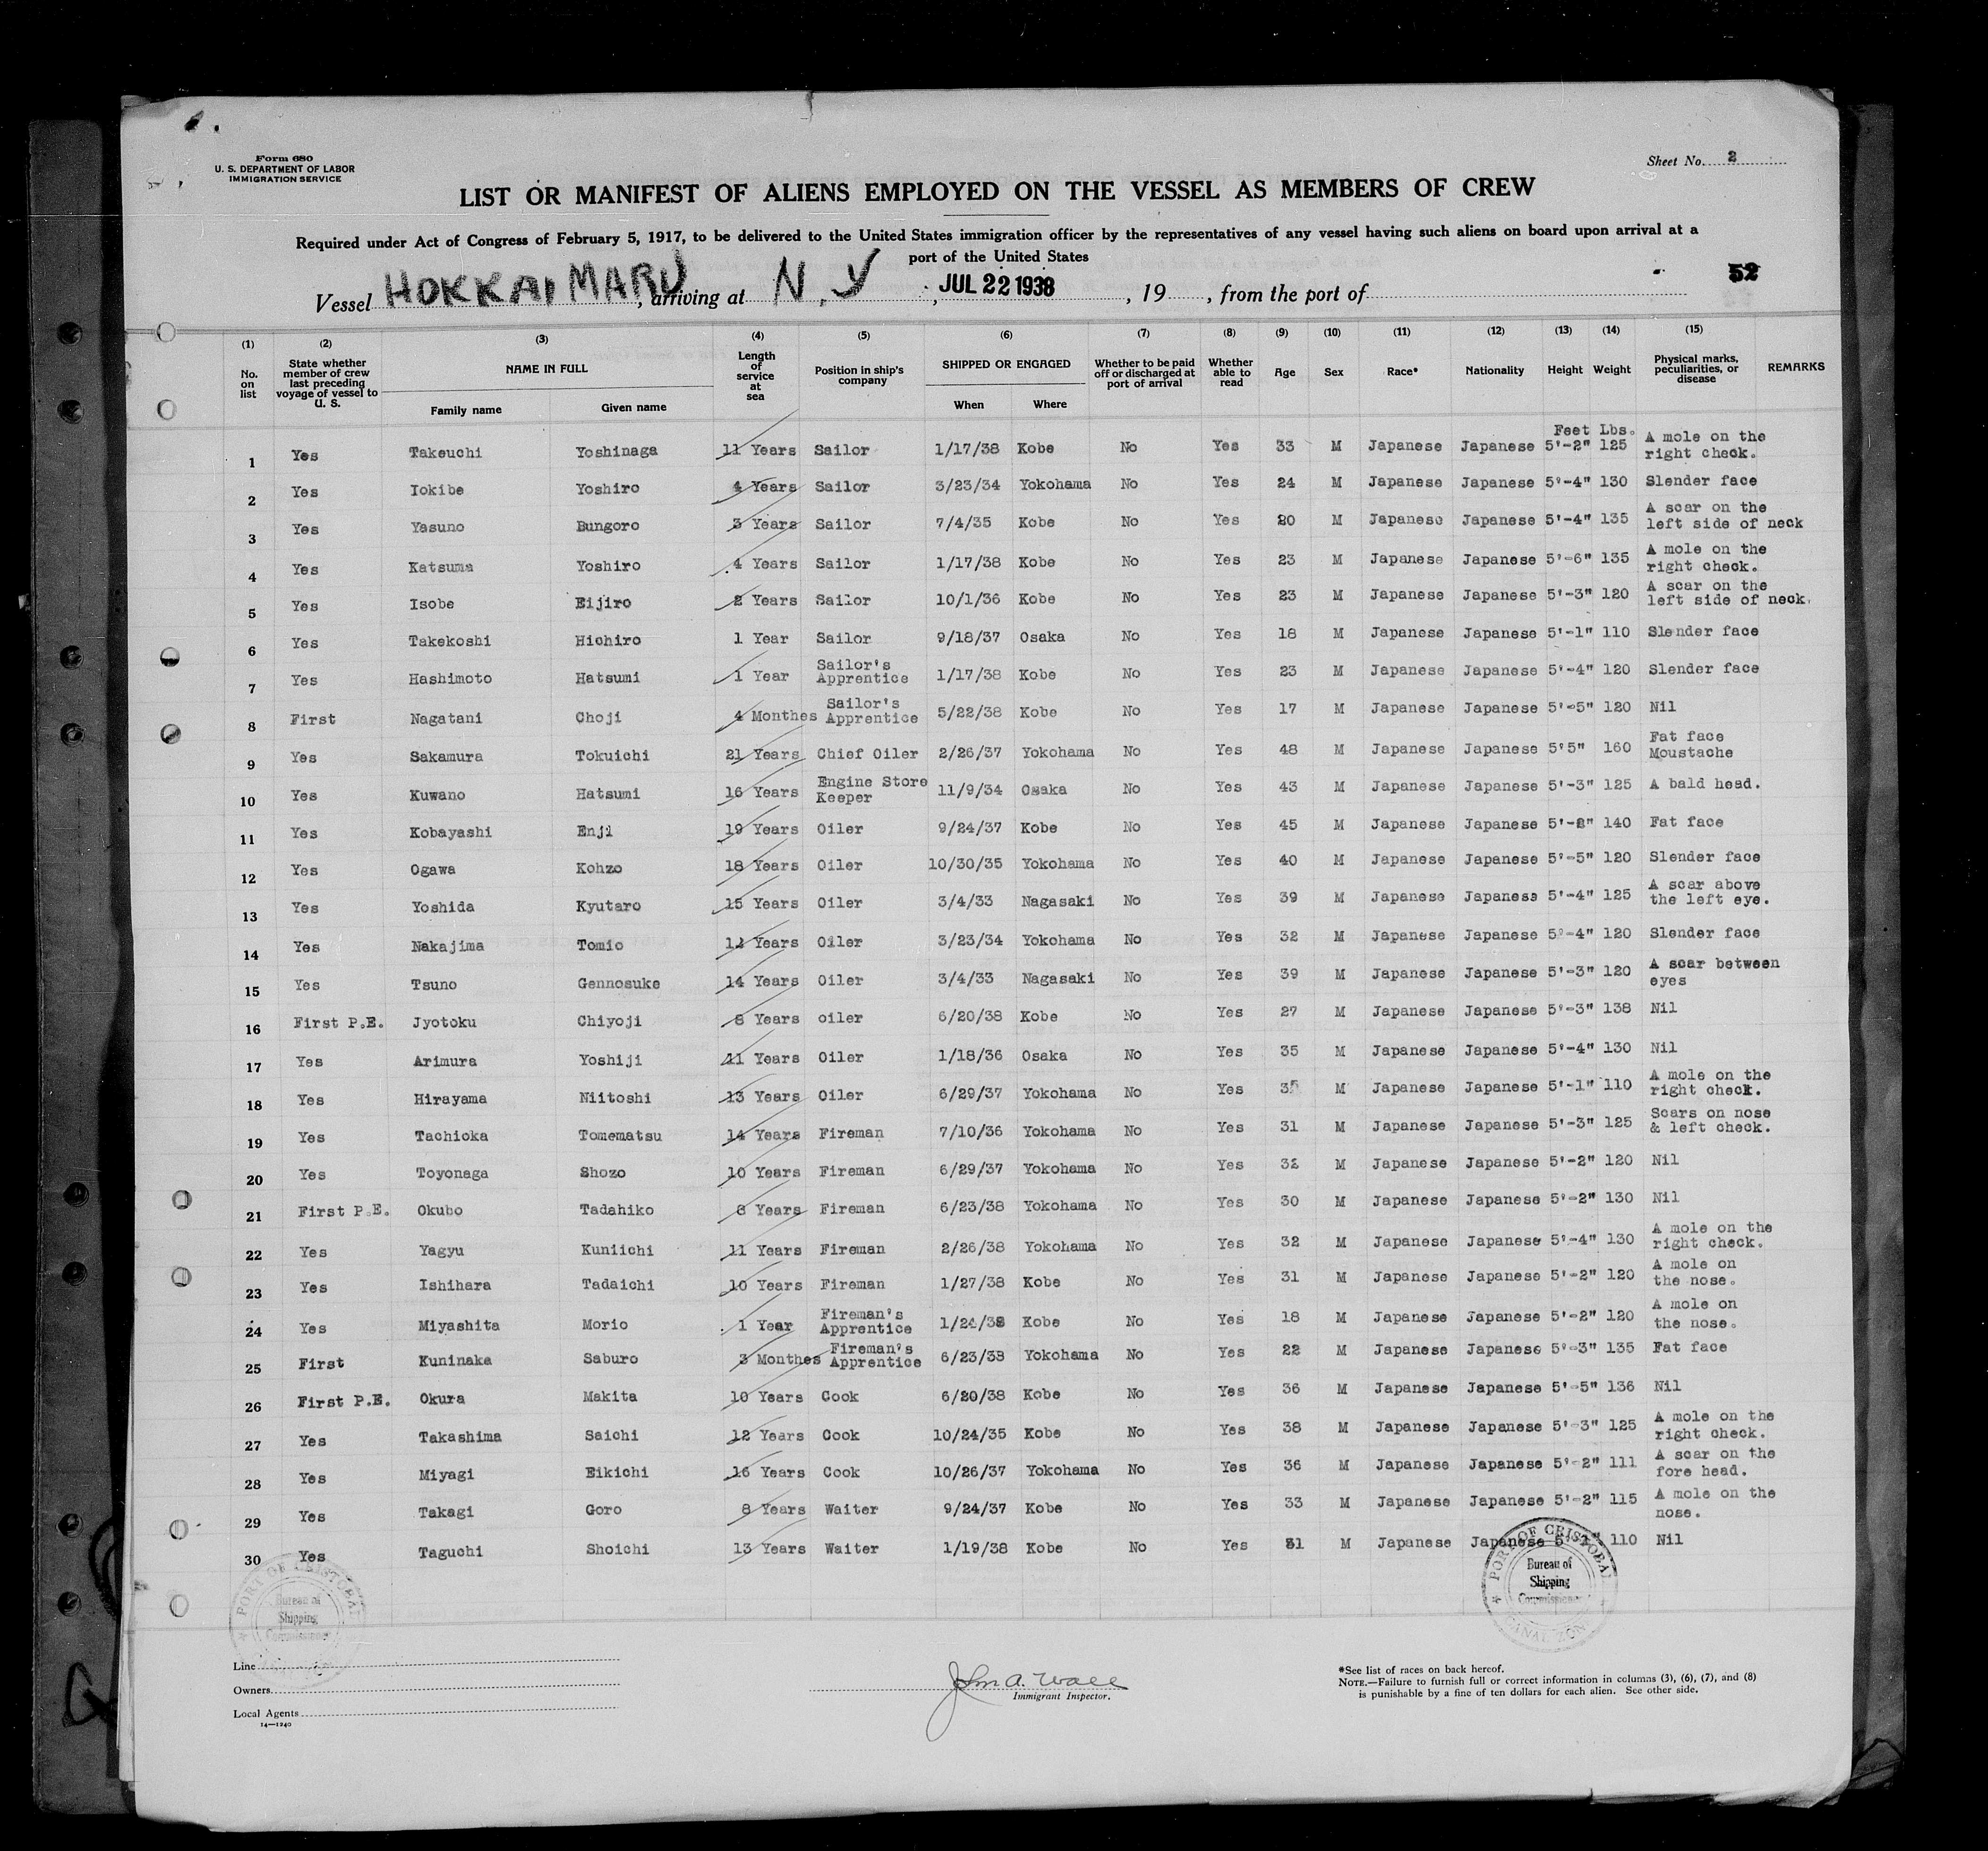 Form 680
U. S. DEPARTMENT OF LABOR
IMMIGRATION SERVICE
Sheet No. 2
LIST OR MANIFEST OF ALIENS EMPLOYED ON THE VESSEL AS MEMBERS OF CREW
Required under Act of Congress of February 5, 1917, to be delivered to the United States immigration officer by the representatives of any vessel having such aliens on board upon arrival at a
port of the United States
52
Vessel HOKKAI MARU, arriving at N.Y, JUL 22 1938, 19, from the port of
(1) (2) (3) (4) (5) (6) (7) (8) (9) (10) (11) (12) (13) (14) (15)
No. on list State whether member of crew last preceding voyage of vessel to U. S. NAME IN FULL Length of service at sea Position in ship's company SHIPPED OR ENGAGED Whether to be paid off or discharged at port of arrival Whether able to read Age Sex Race* Nationality Height Weight Physical marks, peculiarities, or disease REMARKS
Family name Given name When Where
Feet Lbs.
1 Yes Takeuchi Yoshinaga 11 Years Sailor 1/17/38 Kobe No Yes 33 M Japanese Japanese 5'-2" 125 A mole on the right check.
2 Yes Iokibe Yoshiro 4 Years Sailor 3/23/34 Yokohama No Yes 24 M Japanese Japanese 5'-4" 130 Slender face
3 Yes Yasuno Bungoro 3 Years Sailor 7/4/35 Kobe No Yes 20 M Japanese Japanese 5'-4" 135 A scar on the left side of neck
4 Yes Katsuma Yoshiro 4 Years Sailor 1/17/38 Kobe No Yes 23 M Japanese Japanese 5'-6" 135 A mole on the right check.
5 Yes Isobe Eijiro 2 Years Sailor 10/1/36 Kobe No Yes 23 M Japanese Japanese 5'-3" 120 A scar on the left side of neck.
6 Yes Takekoshi Hichiro 1 Year Sailor 9/18/37 Osaka No Yes 18 M Japanese Japanese 5'-1" 110 Slender face
7 Yes Hashimoto Hatsumi 1 Year Sailor's Apprentice 1/17/38 Kobe No Yes 23 M Japanese Japanese 5'-4" 120 Slender face
8 First Nagatani Choji 4 Monthes Sailor's Apprentice 5/22/38 Kobe No Yes 17 M Japanese Japanese 5'-5" 120 Nil
9 Yes Sakamura Tokuichi 21 Years Chief Oiler 2/26/37 Yokohama No Yes 48 M Japanese Japanese 5'5" 160 Fat face Moustache
10 Yes Kuwano Hatsumi 16 Years Engine Store Keeper 11/9/34 Osaka No Yes 43 M Japanese Japanese 5'-3" 125 A bald head.
11 Yes Kobayashi Enji 19 Years Oiler 9/24/37 Kobe No Yes 45 M Japanese Japanese 5'-2" 140 Fat face
12 Yes Ogawa Kohzo 18 Years Oiler 10/30/35 Yokohama No Yes 40 M Japanese Japanese 5'-5" 120 Slender face
13 Yes Yoshida Kyutaro 15 Years Oiler 3/4/33 Nagasaki No Yes 39 M Japanese Japanese 5'-4" 125 A scar above the left eye.
14 Yes Nakajima Tomio 12 Years Oiler 3/23/34 Yokohama No Yes 32 M Japanese Japanese 5'-4" 120 Slender face
15 Yes Tsuno Gennosuke 14 Years Oiler 3/4/33 Nagasaki No Yes 39 M Japanese Japanese 5'-3" 120 A scar between eyes
16 First P.E. Jyotoku Chiyoji 8 Years oiler 6/20/38 Kobe No Yes 27 M Japanese Japanese 5'-3" 138 Nil
17 Yes Arimura Yoshiji 11 Years Oiler 1/18/36 Osaka No Yes 35 M Japanese Japanese 5'-4" 130 Nil
18 Yes Hirayama Niitoshi 13 Years Oiler 6/29/37 Yokohama No Yes 35 M Japanese Japanese 5'-1" 110 A mole on the right check.
19 Yes Tachioka Tomematsu 14 Years Fireman 7/10/36 Yokohama No Yes 31 M Japanese Japanese 5'-3" 125 Scars on nose & left check.
20 Yes Toyonaga Shozo 10 Years Fireman 6/29/37 Yokohama No Yes 32 M Japanese Japanese 5'-2" 120 Nil
21 First P.E. Okubo Tadahiko 8 Years Fireman 6/23/38 Yokohama No Yes 30 M Japanese Japanese 5'-2" 130 Nil
22 Yes Yagyu Kuniichi 11 Years Fireman 2/26/38 Yokohama No Yes 32 M Japanese Japanese 5'-4" 130 A mole on the right check.
23 Yes Ishihara Tadaichi 10 Years Fireman 1/27/38 Kobe No Yes 31 M Japanese Japanese 5'-2" 120 A mole on the nose.
24 Yes Miyashita Morio 1 Year Fireman's Apprentice 1/24/38 Kobe No Yes 18 M Japanese Japanese 5'-2" 120 A mole on the nose.
25 First Kuninaka Saburo 3 Monthes Fireman's Apprentice 6/23/38 Yokohama No Yes 22 M Japanese Japanese 5'-3" 135 Fat face
26 First P.E. Okura Makita 10 Years Cook 6/20/38 Kobe No Yes 36 M Japanese Japanese 5'-5" 136 Nil
27 Yes Takashima Saichi 12 Years Cook 10/24/35 Kobe No Yes 38 M Japanese Japanese 5'-3" 125 A mole on the right check.
28 Yes Miyagi Eikichi 16 Years Cook 10/26/37 Yokohama No Yes 36 M Japanese Japanese 5'-2" 111 A scar on the fore head.
29 Yes Takagi Goro 8 Years Waiter 9/24/37 Kobe No Yes 33 M Japanese Japanese 5'-2" 115 A mole on the nose.
30 Yes Taguchi Shoichi 13 Years Waiter 1/19/38 Kobe No Yes 31 M Japanese Japanese 110 Nil
PORT OF CRISTOBAL Bureau of Shipping Commissioner
PORT OF CRISTOBAL Bureau of Shipping Commissioner CANAL ZONE
Line
Owners
Local Agents
14—1240
John A. Wall
Immigrant Inspector.
*See list of races on back hereof.
NOTE.—Failure to furnish full or correct information in columns (3), (6), (7), and (8)
is punishable by a fine of ten dollars for each alien. See other side.